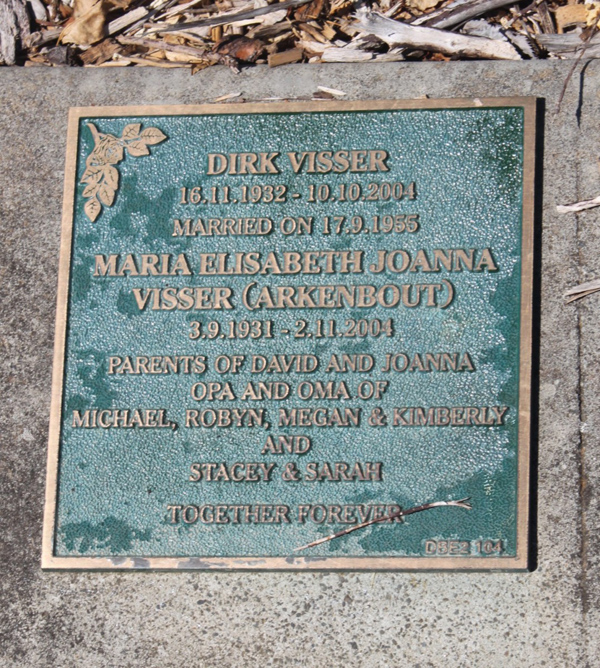 DIRK VISSER
16.11.1932 - 10.10.2004
MARRIED ON 17.9.1955
MARIA ELISABETH JOANNA
VISSER (ARKENBOUT)
3.9.1931 - 2.11.2004
PARENTS OF DAVID AND JOANNA
OPA AND OMA OF
MICHAEL, ROBYN, MEGAN & KIMBERLY
AND
STACEY & SARAH
TOGETHER FOREVER